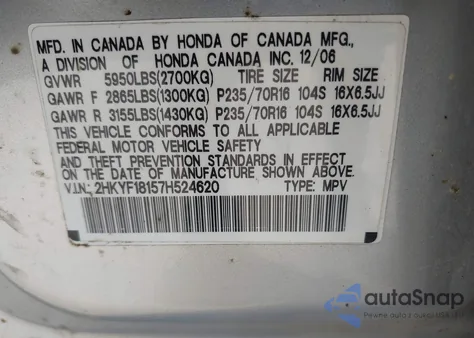 MFD. IN CANADA BY HONDA OF CANADA MFG.,
A DIVISION OF HONDA CANADA INC. 12/06
GVWR 5950LBS(2700KG) TIRE SIZE RIM SIZE
GAWR F 2865LBS(1300KG) P235/70R16 104S 16X6.5JJ
GAWR R 3155LBS(1430KG) P235/70R16 104S 16X6.5JJ
THIS VEHICLE CONFORMS TO ALL APPLICABLE
FEDERAL MOTOR VEHICLE SAFETY
AND THEFT PREVENTION STANDARDS IN EFFECT
ON THE DATE OF MANUFACTURE SHOWN ABOVE.
V.I.N.: 2HKYF18157H524620 TYPE: MPV
autoSnap
Pewne auto z USA